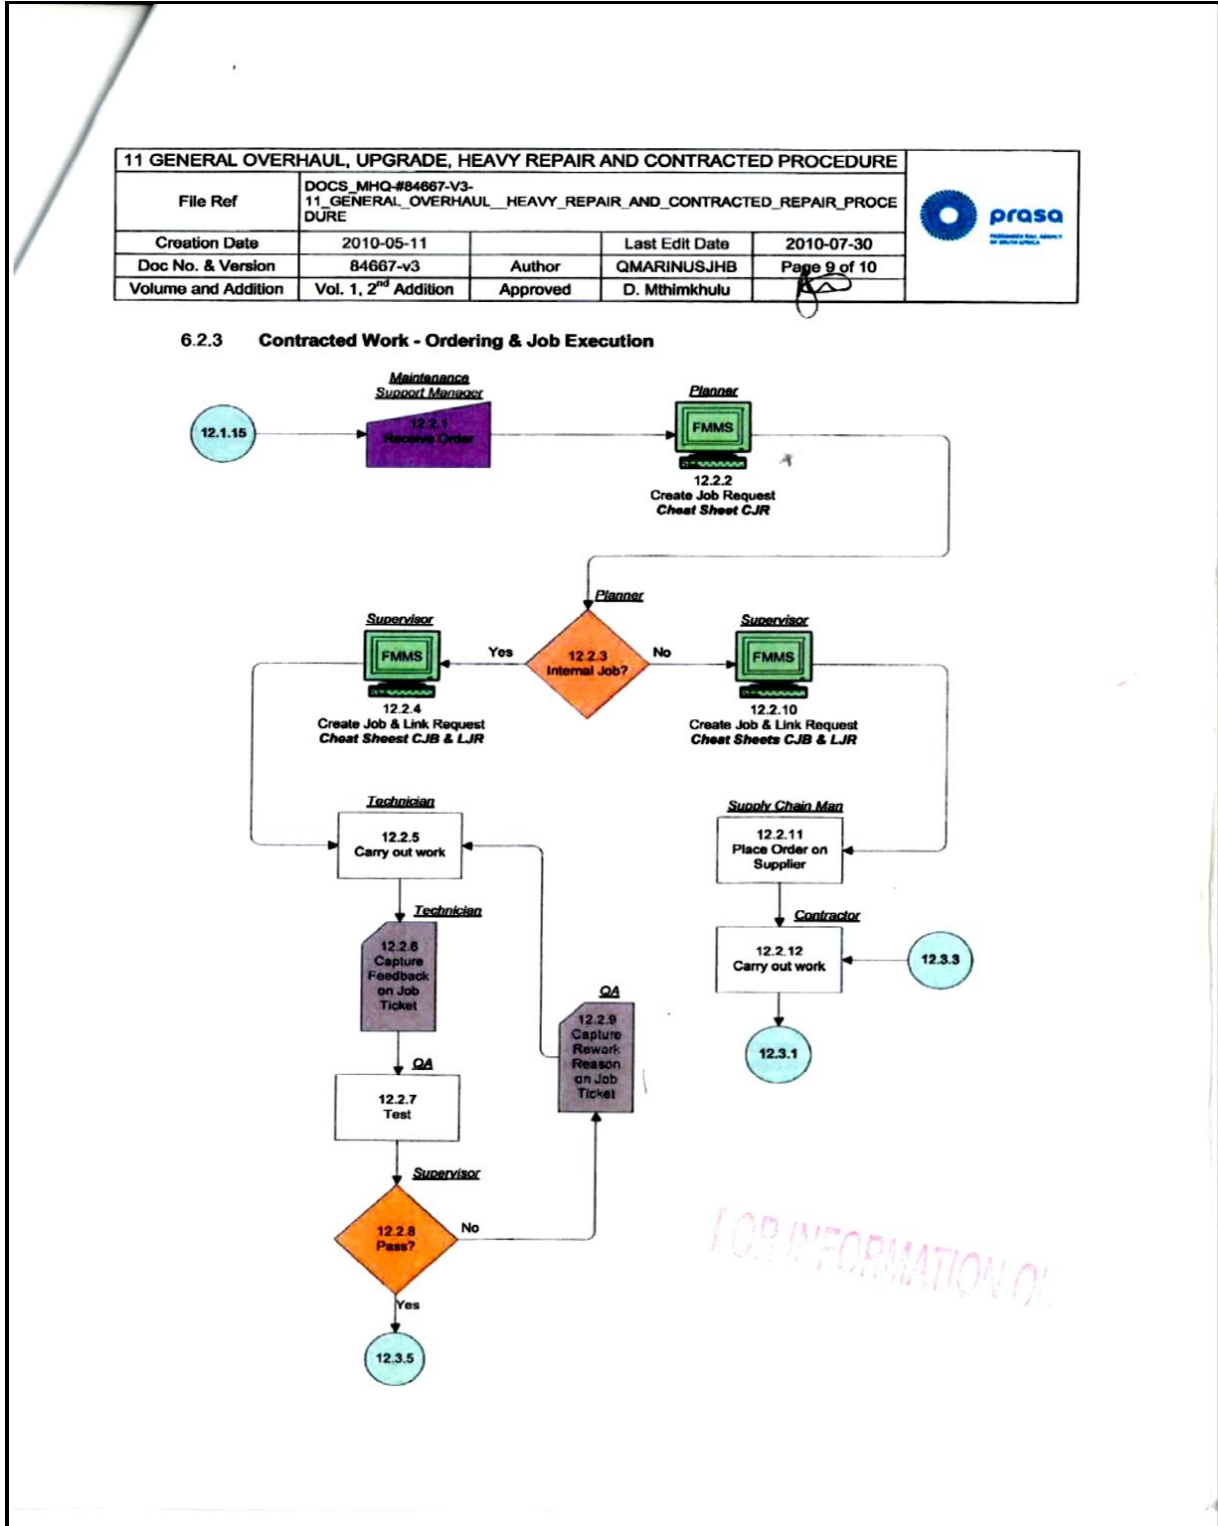 11 GENERAL OVERHAUL, UPGRADE, HEAVY REPAIR AND CONTRACTED PROCEDURE
File Ref
DOCS_MHQ-#84667-V3-
11_GENERAL_OVERHAUL__HEAVY_REPAIR_AND_CONTRACTED_REPAIR_PROCE
DURE
prasa
PASSENGER RAIL AGENCY
OF SOUTH AFRICA
Creation Date 2010-05-11 Last Edit Date 2010-07-30
Doc No. & Version 84667-v3 Author QMARINUSJHB Page 9 of 10
Volume and Addition Vol. 1, 2nd Addition Approved D. Mthimkhulu
6.2.3 Contracted Work - Ordering & Job Execution
Maintenance
Support Manager
12.1.15
12.2.1
Receive Order
Planner
FMMS
12.2.2
Create Job Request
Cheat Sheet CJR
Planner
12.2.3
Internal Job?
Yes
No
Supervisor
FMMS
12.2.4
Create Job & Link Request
Cheat Sheest CJB & LJR
Supervisor
FMMS
12.2.10
Create Job & Link Request
Cheat Sheets CJB & LJR
Technician
12.2.5
Carry out work
Supply Chain Man
12.2.11
Place Order on
Supplier
Technician
12.2.6
Capture
Feedback
on Job
Ticket
Contractor
12.2.12
Carry out work
12.3.3
QA
12.2.9
Capture
Rework
Reason
on Job
Ticket
12.3.1
QA
12.2.7
Test
Supervisor
12.2.8
Pass?
No
Yes
12.3.5
FOR INFORMATION